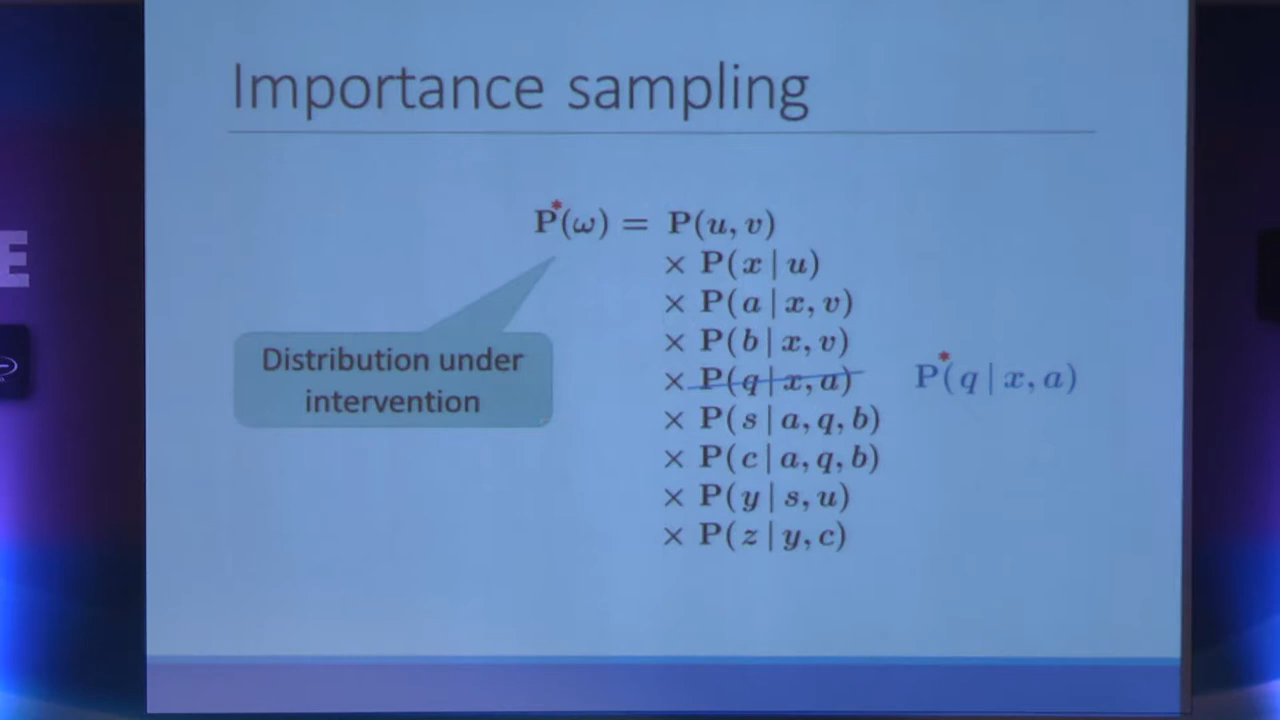 Importance sampling
P*(ω) = P(u, v)
× P(x | u)
× P(a | x, v)
× P(b | x, v)
× P(q | x, a) P*(q | x, a)
× P(s | a, q, b)
× P(c | a, q, b)
× P(y | s, u)
× P(z | y, c)
Distribution under
intervention
E